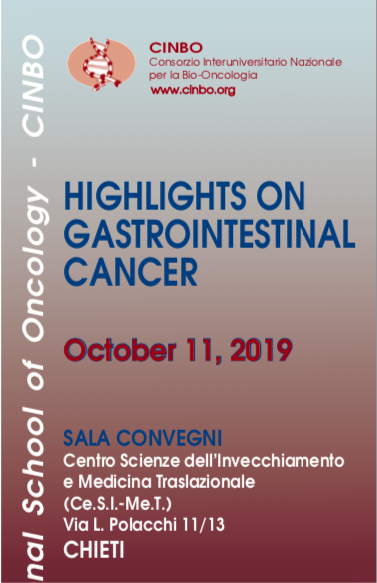 CINBO
Consorzio Interuniversitario Nazionale
per la Bio-Oncologia
www.cinbo.org
nal School of Oncology - CINBO
HIGHLIGHTS ON
GASTROINTESTINAL
CANCER
October 11, 2019
SALA CONVEGNI
Centro Scienze dell'Invecchiamento
e Medicina Traslazionale
(Ce.S.I.-Me.T.)
Via L. Polacchi 11/13
CHIETI